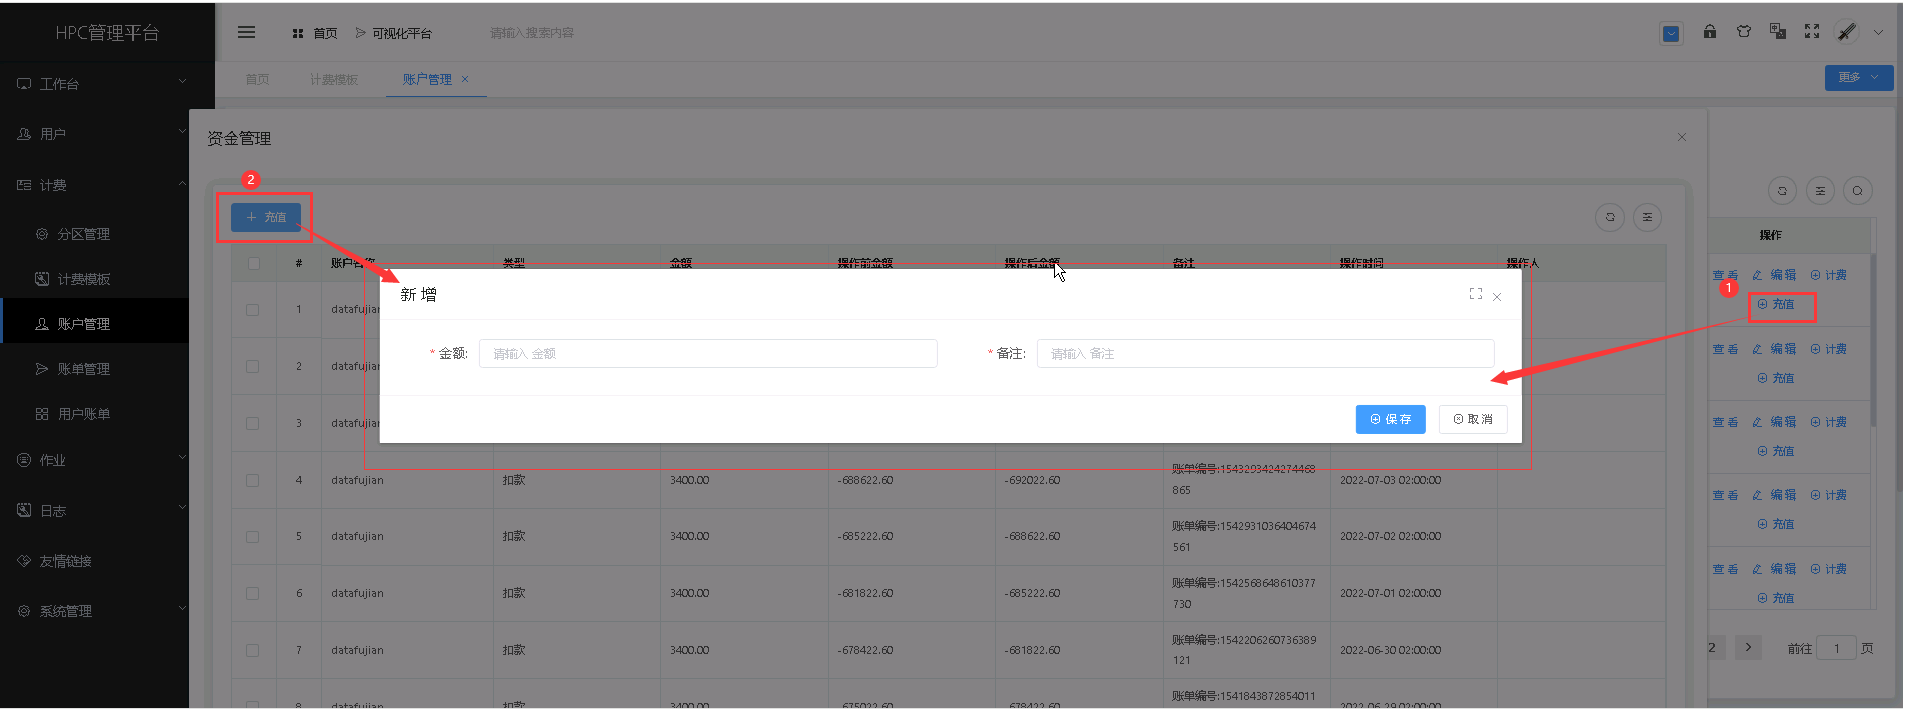 HPC管理平台
首页
可视化平台
请输入搜索内容
工作台
用户
计费
分区管理
计费模板
账户管理
账单管理
用户账单
作业
日志
友情链接
系统管理
首页
计费模板
账户管理 ×
更多
资金管理
2
+ 充值
# 账户名称 类型 金额 操作前金额 操作后金额 备注 操作时间 操作人
1 datafujian
2 datafujian
3 datafujian
新增
* 金额: 请输入 金额
* 备注: 请输入 备注
保存
取消
4 datafujian 扣款 3400.00 -688622.60 -692022.60 账单编号:1543293424274468
865
2022-07-03 02:00:00
5 datafujian 扣款 3400.00 -685222.60 -688622.60 账单编号:1542931036404674
561
2022-07-02 02:00:00
6 datafujian 扣款 3400.00 -681822.60 -685222.60 账单编号:1542568648610377
730
2022-07-01 02:00:00
7 datafujian 扣款 3400.00 -678422.60 -681822.60 账单编号:1542206260736389
121
2022-06-30 02:00:00
8 datafujian 扣款 3400.00 -675022.60 -678422.60 账单编号:1541843872854011
2022-06-29 02:00:00
操作
查看 编辑 计费
1
充值
查看 编辑 计费
充值
查看 编辑 计费
充值
查看 编辑 计费
充值
查看 编辑 计费
充值
2
前往 1 页